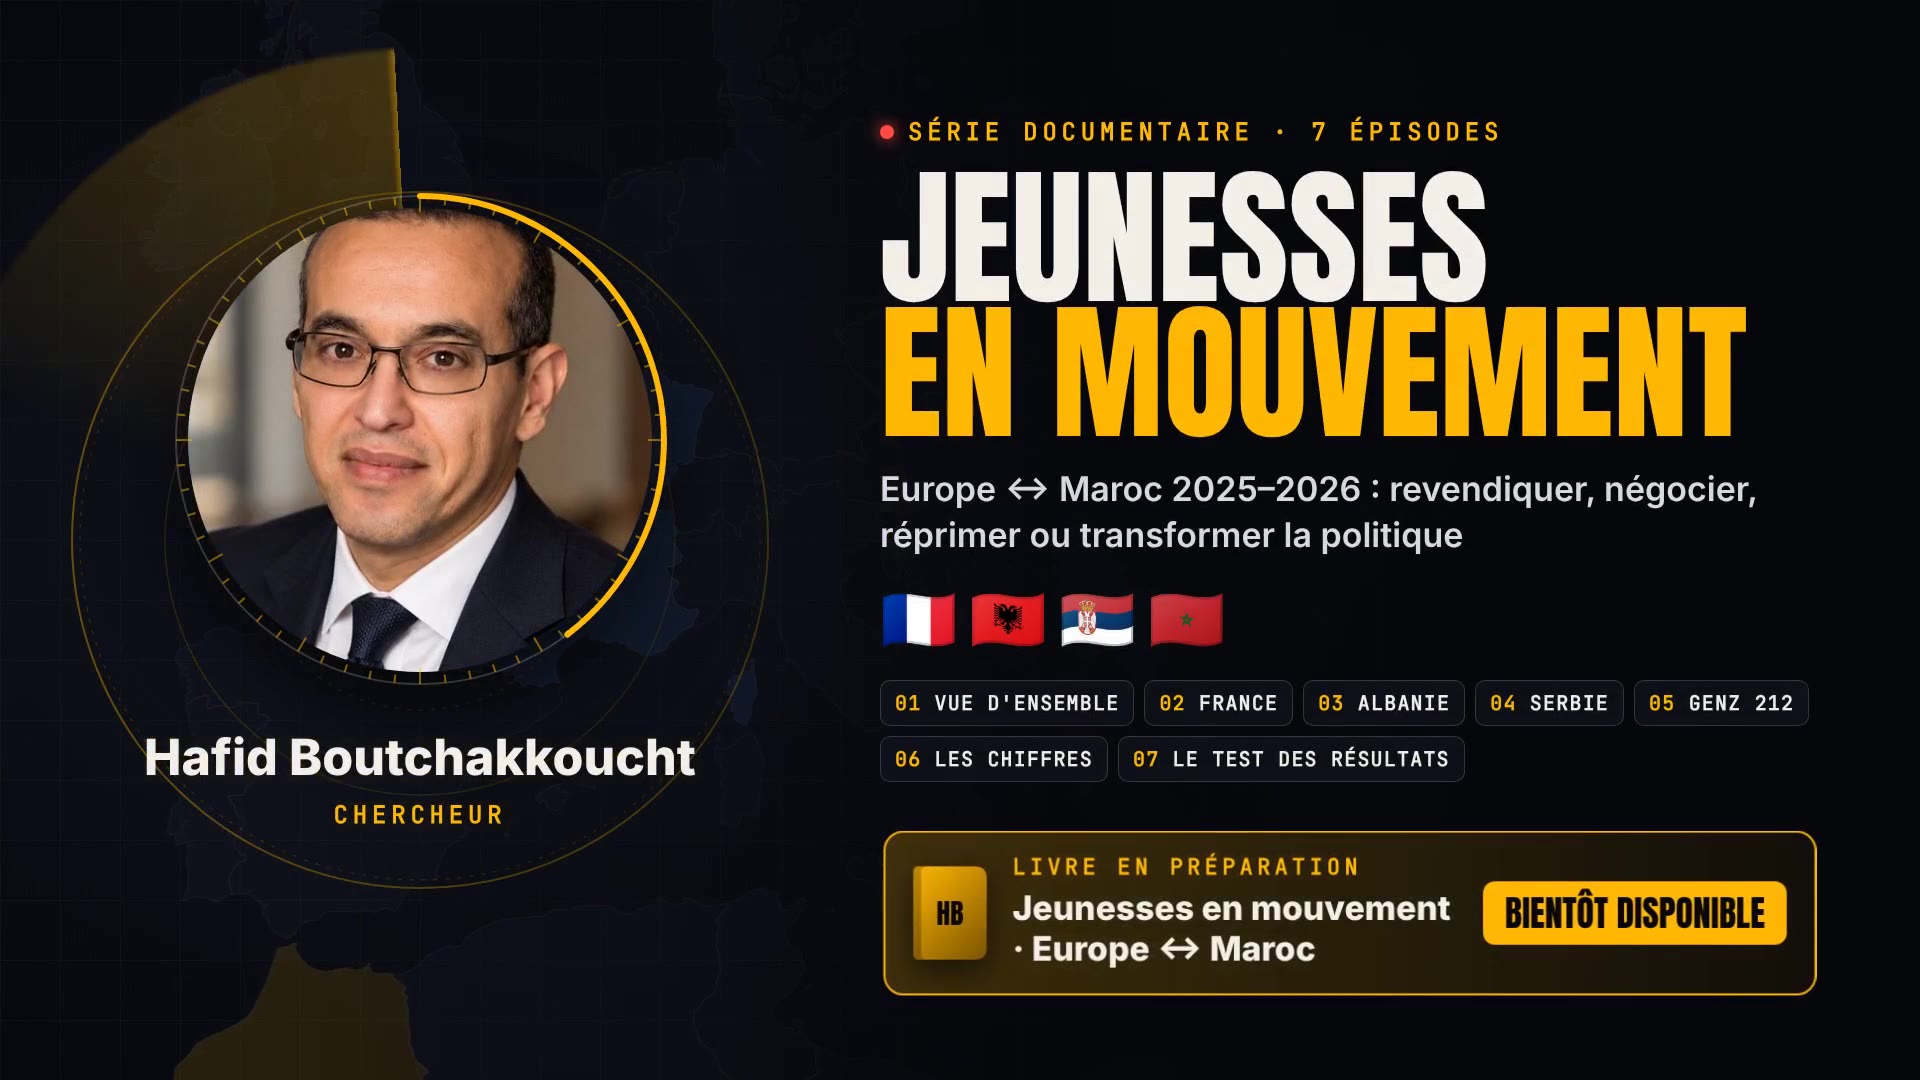 SÉRIE DOCUMENTAIRE · 7 ÉPISODES
JEUNESSES
EN MOUVEMENT
Europe ↔ Maroc 2025–2026 : revendiquer, négocier,
réprimer ou transformer la politique
01 VUE D'ENSEMBLE
02 FRANCE
03 ALBANIE
04 SERBIE
05 GENZ 212
06 LES CHIFFRES
07 LE TEST DES RÉSULTATS
Hafid Boutchakkoucht
CHERCHEUR
HB
LIVRE EN PRÉPARATION
Jeunesses en mouvement
· Europe ↔ Maroc
BIENTÔT DISPONIBLE